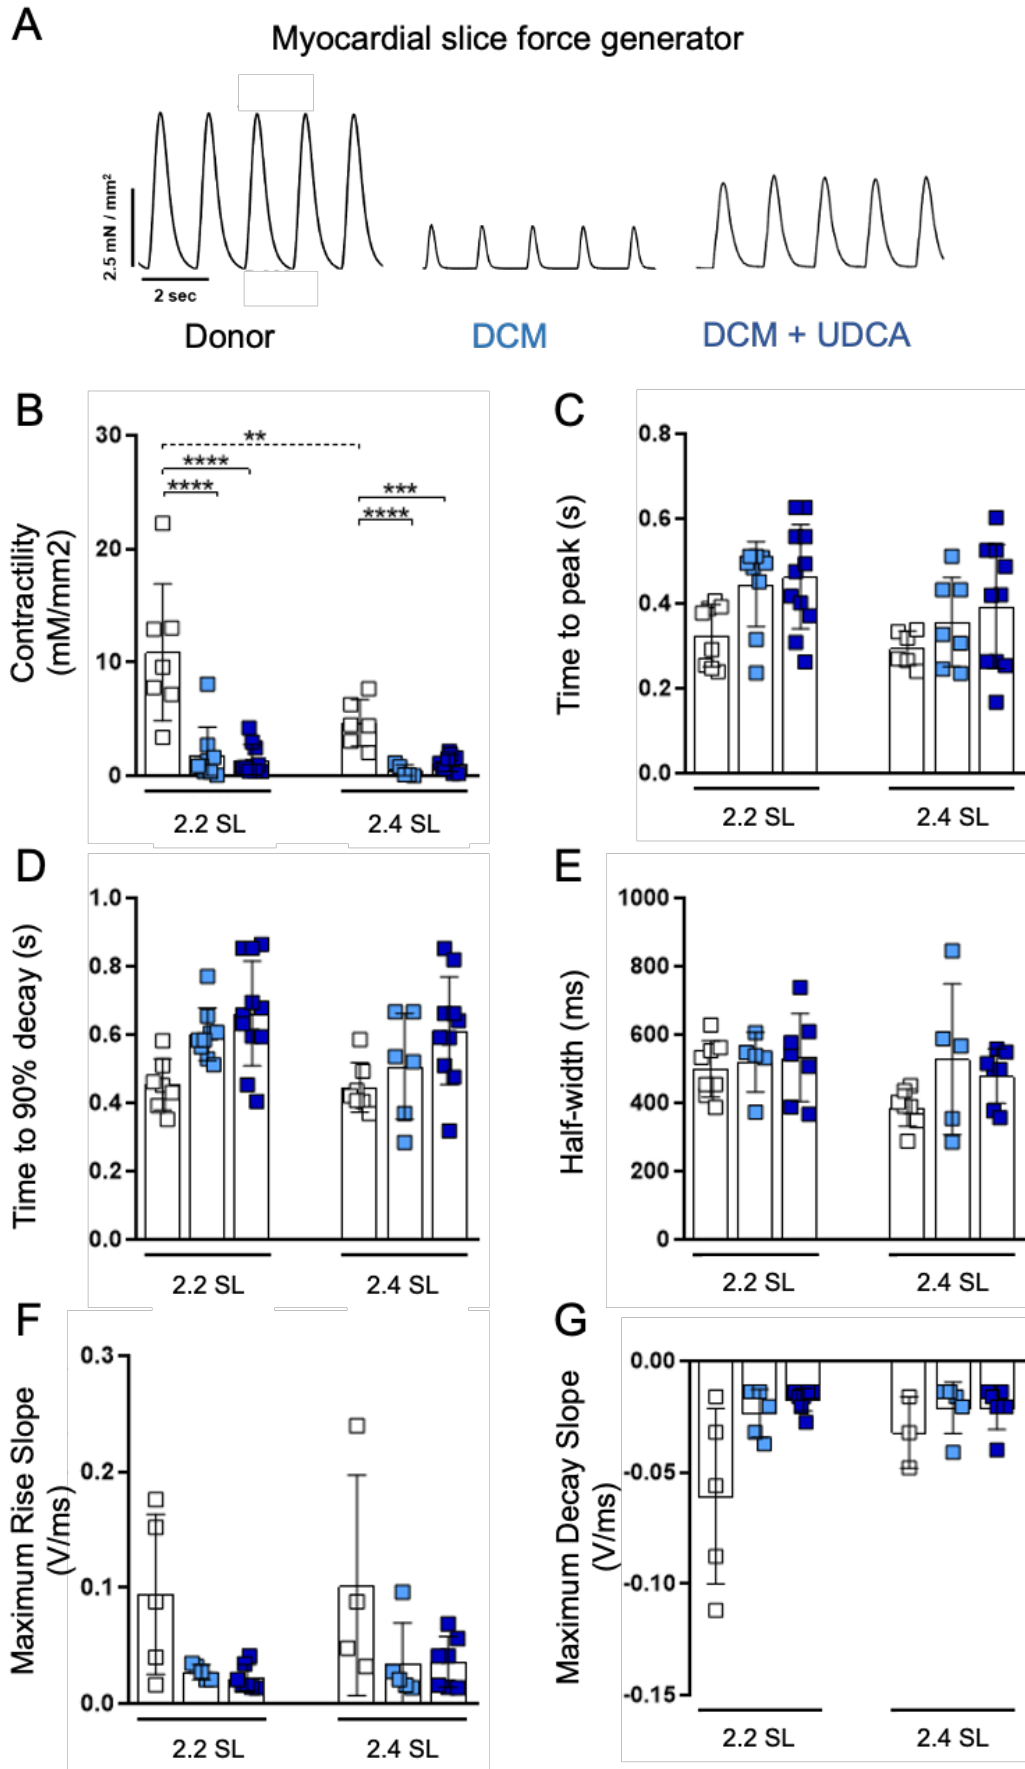 A
Myocardial slice force generator
2.5 mN / mm²
2 sec
Donor
DCM
DCM + UDCA
B
Contractility
(mM/mm2)
30
20
10
0
**
****
****
***
****
2.2 SL
2.4 SL
C
Time to peak (s)
0.8
0.6
0.4
0.2
0.0
2.2 SL
2.4 SL
D
Time to 90% decay (s)
1.0
0.8
0.6
0.4
0.2
0.0
2.2 SL
2.4 SL
E
Half-width (ms)
1000
800
600
400
200
0
2.2 SL
2.4 SL
F
Maximum Rise Slope
(V/ms)
0.3
0.2
0.1
0.0
2.2 SL
2.4 SL
G
Maximum Decay Slope
(V/ms)
0.00
-0.05
-0.10
-0.15
2.2 SL
2.4 SL